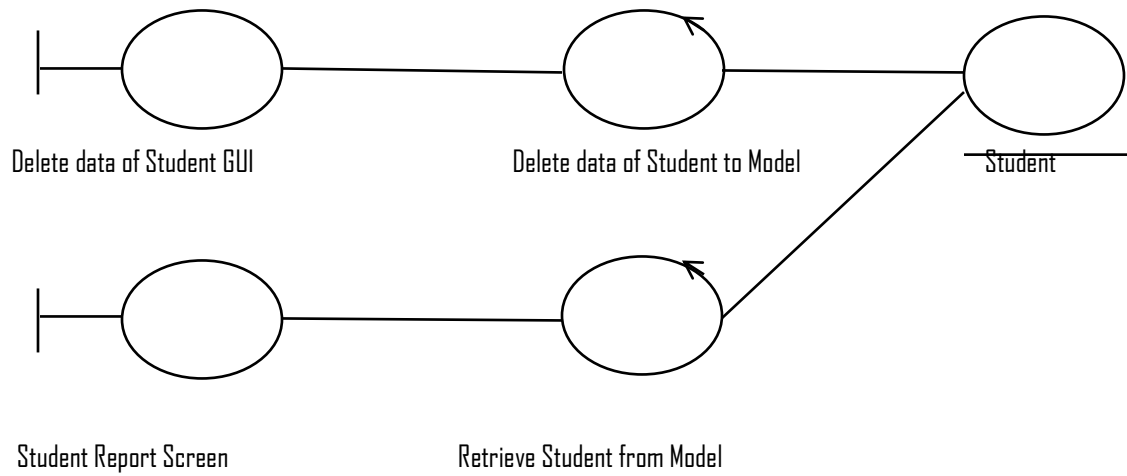 Delete data of Student GUI
Delete data of Student to Model
Student
Student Report Screen
Retrieve Student from Model